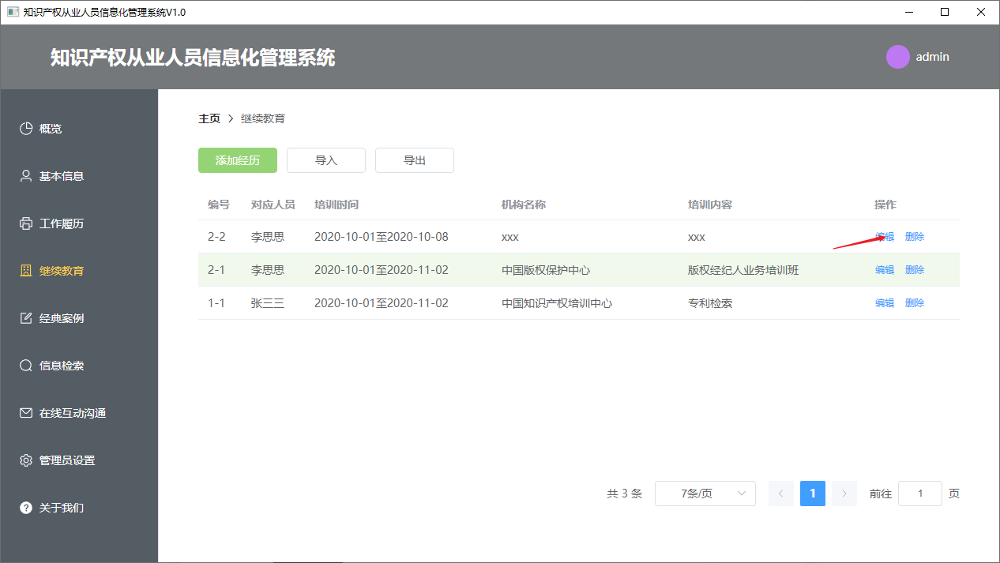 知识产权从业人员信息化管理系统V1.0
知识产权从业人员信息化管理系统
admin
概览
基本信息
工作履历
继续教育
经典案例
信息检索
在线互动沟通
管理员设置
关于我们
主页 > 继续教育
添加经历 导入 导出
编号 对应人员 培训时间 机构名称 培训内容 操作
2-2 李思思 2020-10-01至2020-10-08 xxx xxx 编辑 删除
2-1 李思思 2020-10-01至2020-11-02 中国版权保护中心 版权经纪人业务培训班 编辑 删除
1-1 张三三 2020-10-01至2020-11-02 中国知识产权培训中心 专利检索 编辑 删除
共 3 条 7条/页 < 1 > 前往 1 页